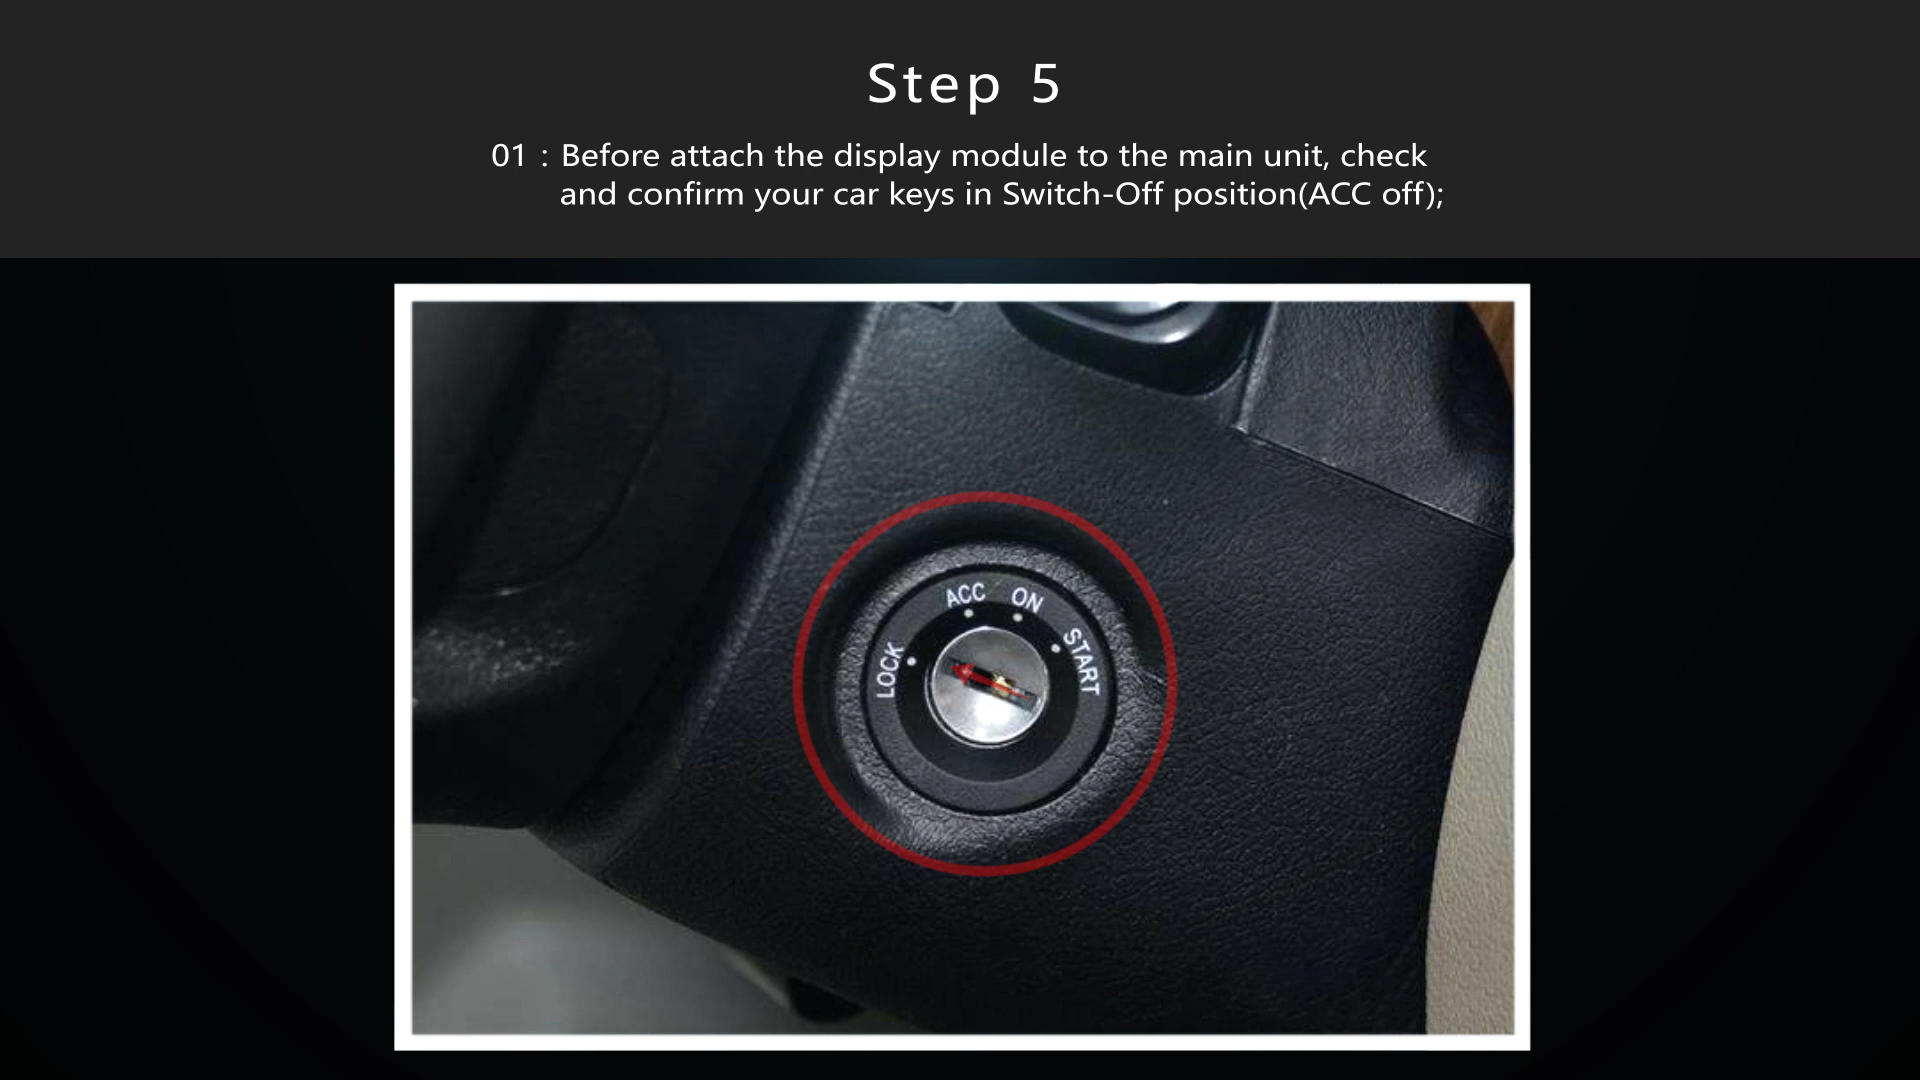 Step 5
01 : Before attach the display module to the main unit, check
and confirm your car keys in Switch-Off position(ACC off);
ACC
ON
LOCK
START